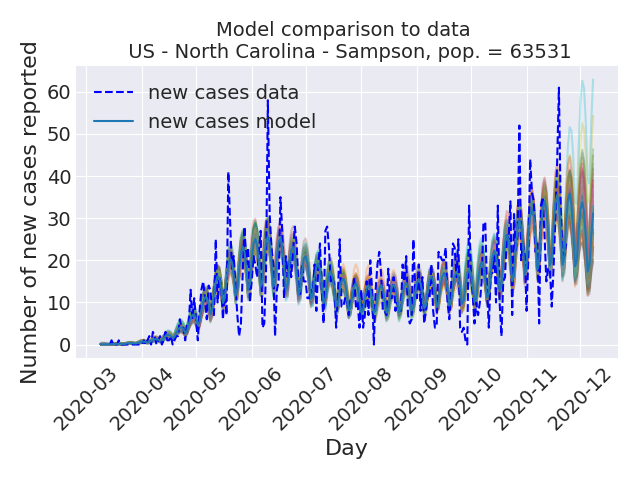 Model comparison to data
US - North Carolina - Sampson, pop. = 63531
Number of new cases reported
60
50
40
30
20
10
0
new cases data
new cases model
2020-03
2020-04
2020-05
2020-06
2020-07
2020-08
2020-09
2020-10
2020-11
2020-12
Day